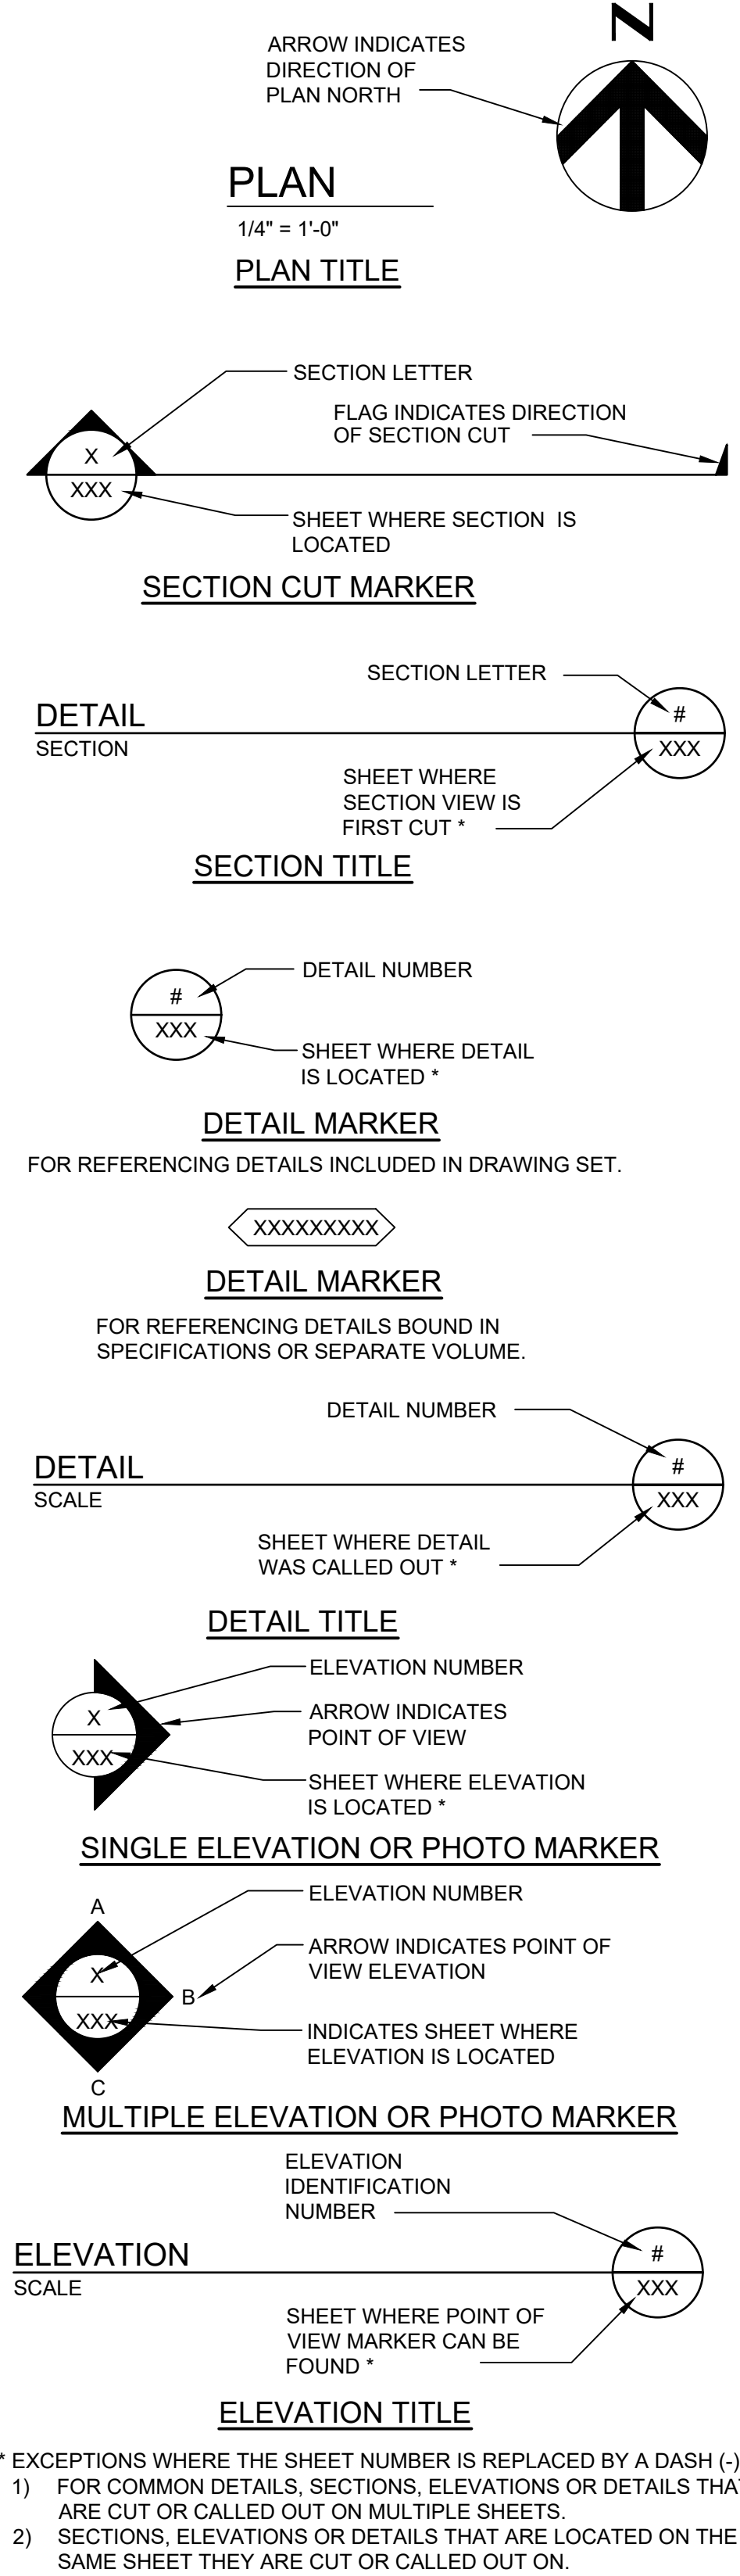 N
ARROW INDICATES
DIRECTION OF
PLAN NORTH
PLAN
1/4" = 1'-0"
PLAN TITLE
SECTION LETTER
FLAG INDICATES DIRECTION
OF SECTION CUT
X
XXX
SHEET WHERE SECTION IS
LOCATED
SECTION CUT MARKER
SECTION LETTER
DETAIL
#
SECTION
XXX
SHEET WHERE
SECTION VIEW IS
FIRST CUT *
SECTION TITLE
DETAIL NUMBER
#
XXX
SHEET WHERE DETAIL
IS LOCATED *
DETAIL MARKER
FOR REFERENCING DETAILS INCLUDED IN DRAWING SET.
XXXXXXXXX
DETAIL MARKER
FOR REFERENCING DETAILS BOUND IN
SPECIFICATIONS OR SEPARATE VOLUME.
DETAIL NUMBER
DETAIL
#
SCALE
XXX
SHEET WHERE DETAIL
WAS CALLED OUT *
DETAIL TITLE
ELEVATION NUMBER
X
ARROW INDICATES
POINT OF VIEW
XXX
SHEET WHERE ELEVATION
IS LOCATED *
SINGLE ELEVATION OR PHOTO MARKER
ELEVATION NUMBER
A
X
ARROW INDICATES POINT OF
VIEW ELEVATION
B
XXX
INDICATES SHEET WHERE
ELEVATION IS LOCATED
C
MULTIPLE ELEVATION OR PHOTO MARKER
ELEVATION
IDENTIFICATION
NUMBER
ELEVATION
#
SCALE
XXX
SHEET WHERE POINT OF
VIEW MARKER CAN BE
FOUND *
ELEVATION TITLE
* EXCEPTIONS WHERE THE SHEET NUMBER IS REPLACED BY A DASH (-)
1) FOR COMMON DETAILS, SECTIONS, ELEVATIONS OR DETAILS THAT
ARE CUT OR CALLED OUT ON MULTIPLE SHEETS.
2) SECTIONS, ELEVATIONS OR DETAILS THAT ARE LOCATED ON THE
SAME SHEET THEY ARE CUT OR CALLED OUT ON.